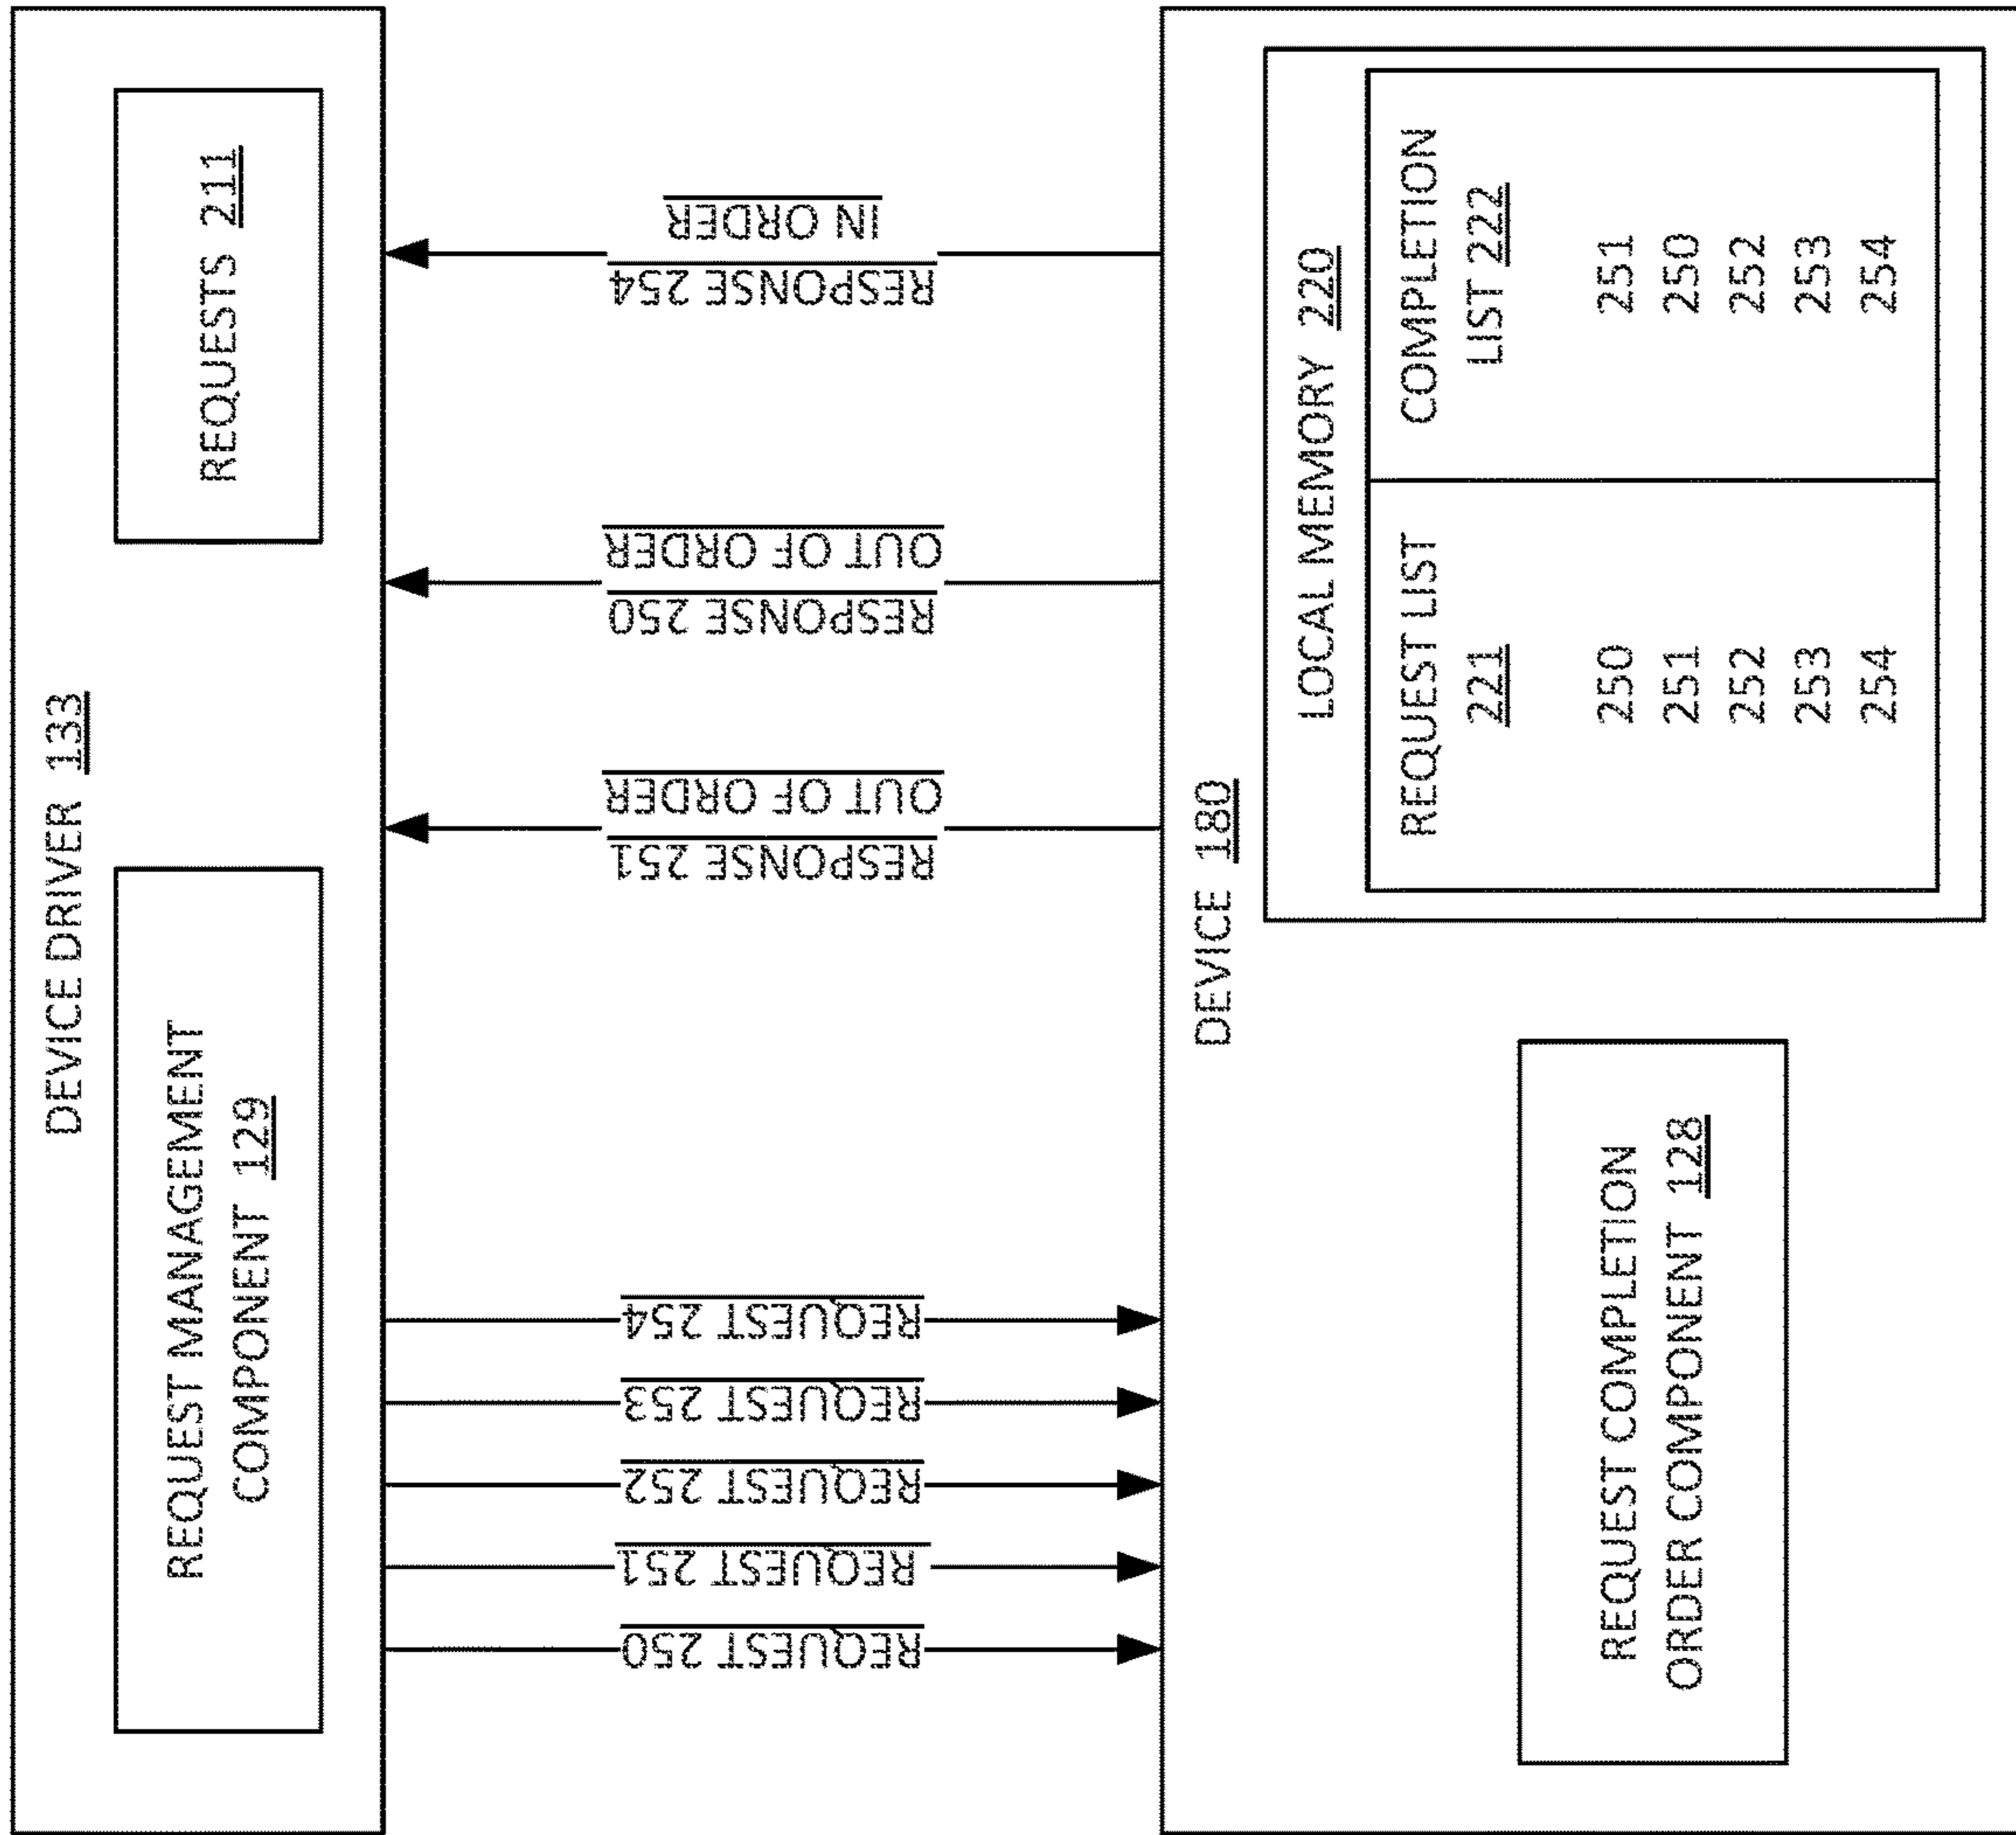 DEVICE DRIVER 133
REQUEST MANAGEMENT
COMPONENT 129
REQUESTS 211
REQUEST 250
REQUEST 251
REQUEST 252
REQUEST 253
REQUEST 254
RESPONSE 251
OUT OF ORDER
RESPONSE 250
OUT OF ORDER
RESPONSE 254
IN ORDER
DEVICE 180
REQUEST COMPLETION
ORDER COMPONENT 128
LOCAL MEMORY 220
REQUEST LIST
221
250
251
252
253
254
COMPLETION
LIST 222
251
250
252
253
254